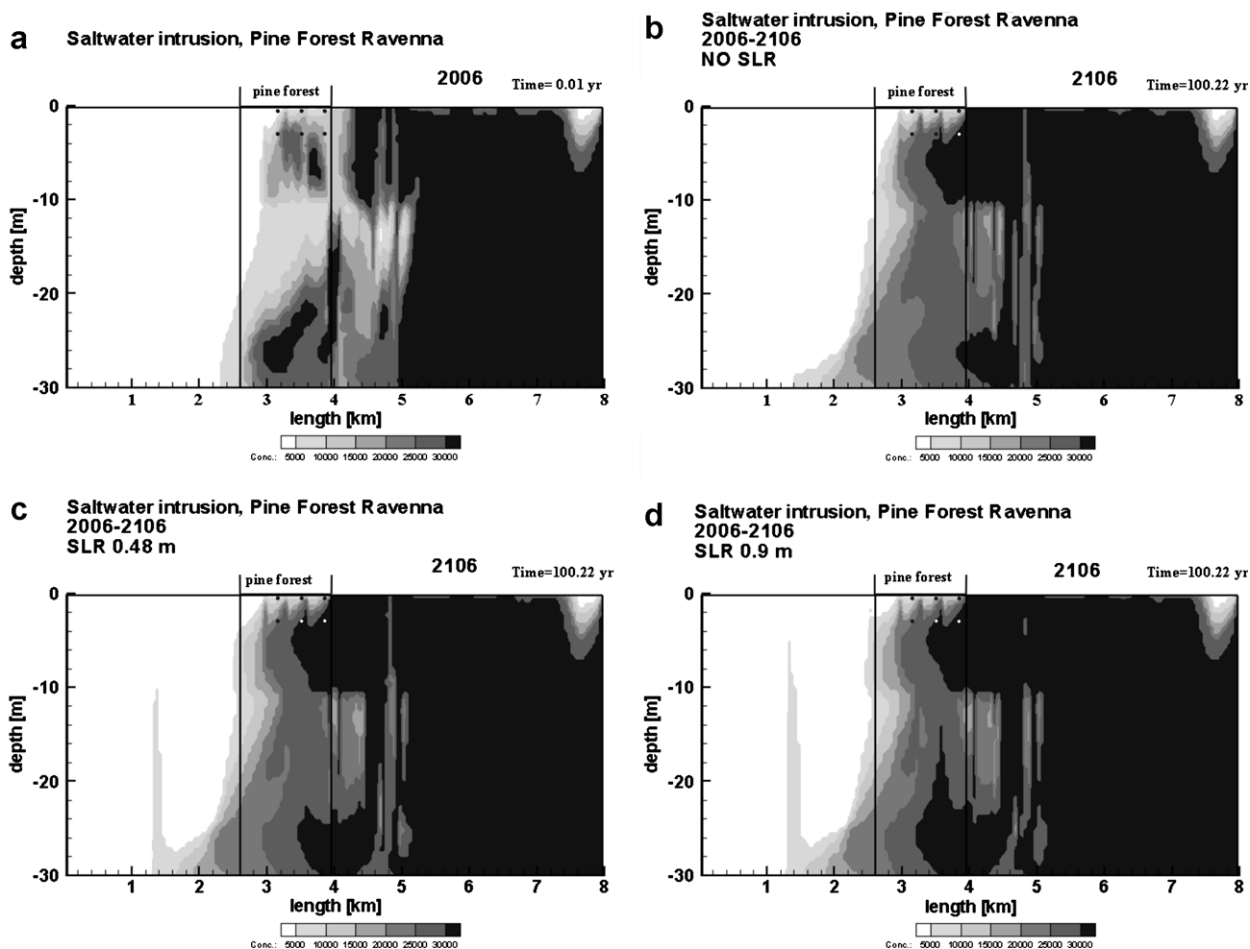 a
Saltwater intrusion, Pine Forest Ravenna
2006
Time= 0.01 yr
pine forest
0
-10
-20
-30
depth [m]
1 2 3 4 5 6 7 8
length [km]
Conc.: 5000 10000 15000 20000 25000 30000
b
Saltwater intrusion, Pine Forest Ravenna
2006-2106
NO SLR
2106
Time=100.22 yr
pine forest
0
-10
-20
-30
depth [m]
1 2 3 4 5 6 7 8
length [km]
Conc.: 5000 10000 15000 20000 25000 30000
c
Saltwater intrusion, Pine Forest Ravenna
2006-2106
SLR 0.48 m
2106
Time=100.22 yr
pine forest
0
-10
-20
-30
depth [m]
1 2 3 4 5 6 7 8
length [km]
Conc.: 5000 10000 15000 20000 25000 30000
d
Saltwater intrusion, Pine Forest Ravenna
2006-2106
SLR 0.9 m
2106
Time=100.22 yr
pine forest
0
-10
-20
-30
depth [m]
1 2 3 4 5 6 7 8
length [km]
Conc.: 5000 10000 15000 20000 25000 30000